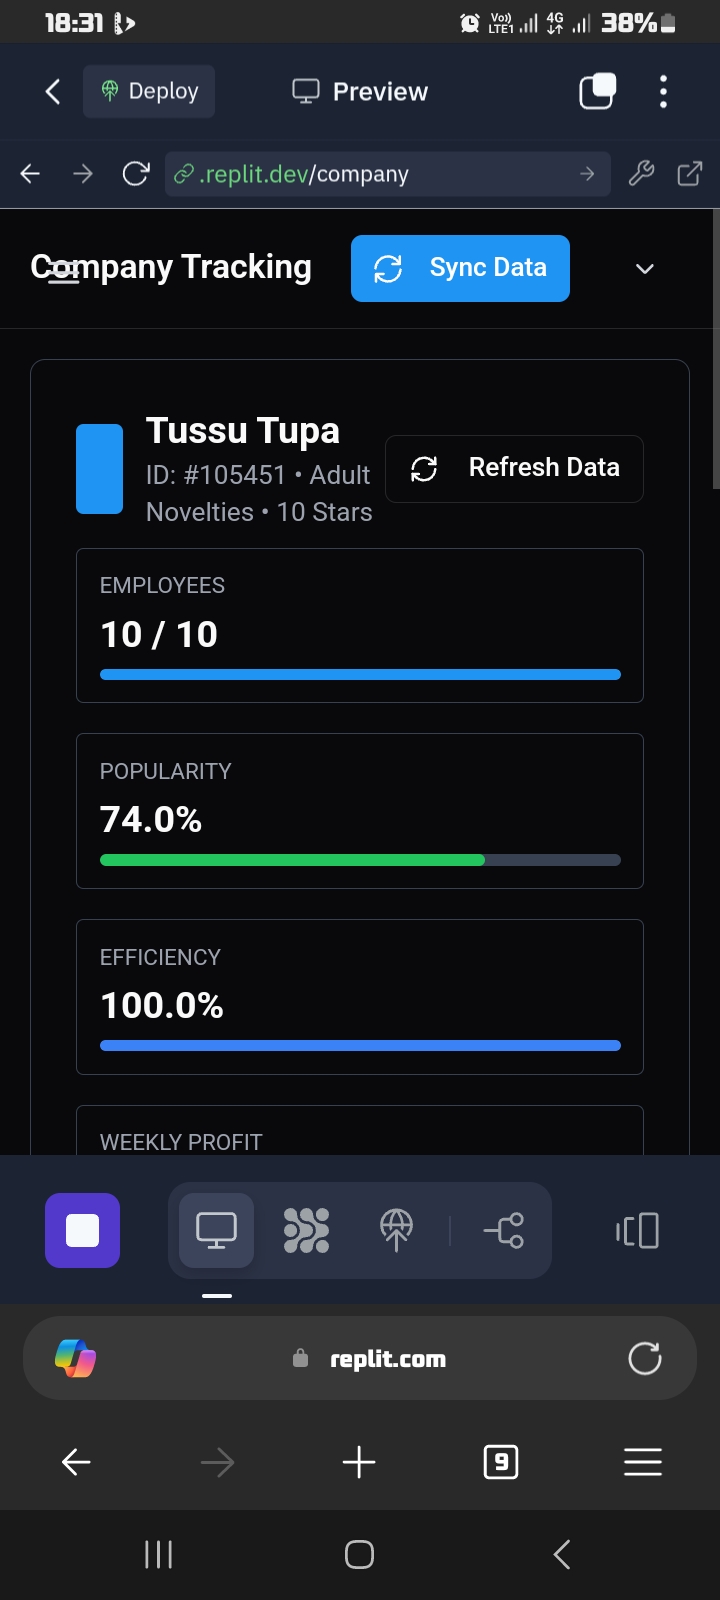 18:31
Vo)) LTE1 4G 38%
Deploy
Preview
.replit.dev/company
Company Tracking
Sync Data
Tussu Tupa
ID: #105451 • Adult
Novelties • 10 Stars
Refresh Data
EMPLOYEES
10 / 10
POPULARITY
74.0%
EFFICIENCY
100.0%
WEEKLY PROFIT
replit.com
9